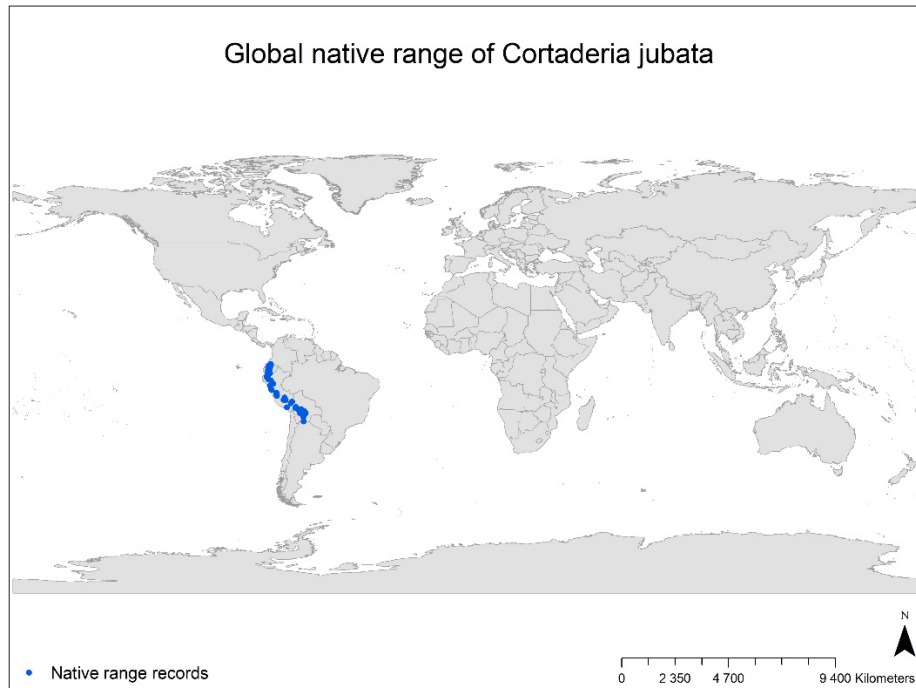 Global native range of Cortaderia jubata
N
Native range records
0 2 350 4 700 9 400 Kilometers